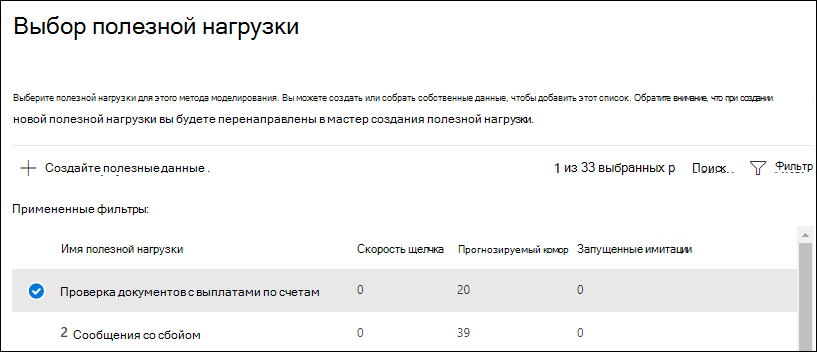 Выбор полезной нагрузки
Выберите полезной нагрузки для этого метода моделирования. Вы можете создать или собрать собственные данные, чтобы добавить этот список. Обратите внимание, что при создании
новой полезной нагрузки вы будете перенаправлены в мастер создания полезной нагрузки.
Создайте полезные данные . 1 из 33 выбранных р Поиск. . Фильтр
Примененные фильтры:
Имя полезной нагрузки Скорость щелчка Прогнозируемый комор Запущенные имитации
Проверка документов с выплатами по счетам 0 20 0
2 Сообщения со сбойом 0 39 0